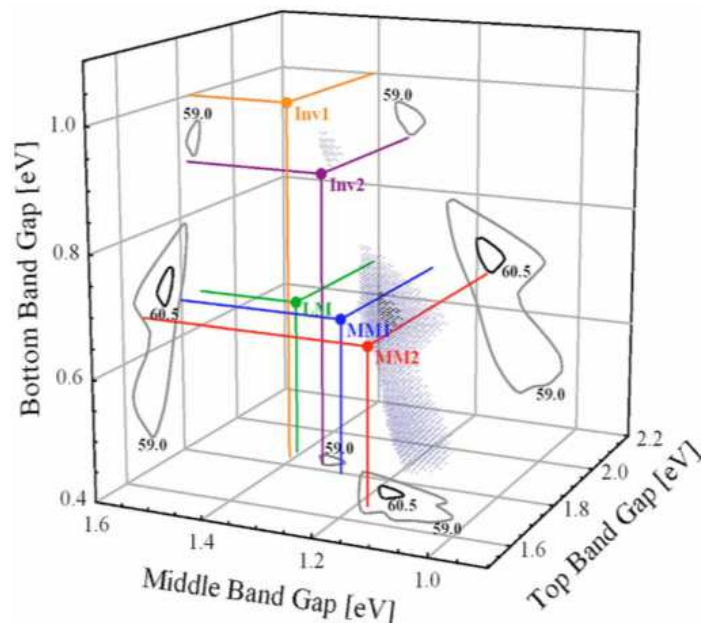 59.0
59.0
Inv1
1.0
Inv2
Bottom Band Gap [eV]
0.8
60.5
LM
60.5
MM1
MM2
0.6
59.0
59.0
59.0
2.2
0.4
60.5
59.0
2.0
1.6
1.8
1.4
1.6
1.2
1.0
Middle Band Gap [eV]
Top Band Gap [eV]